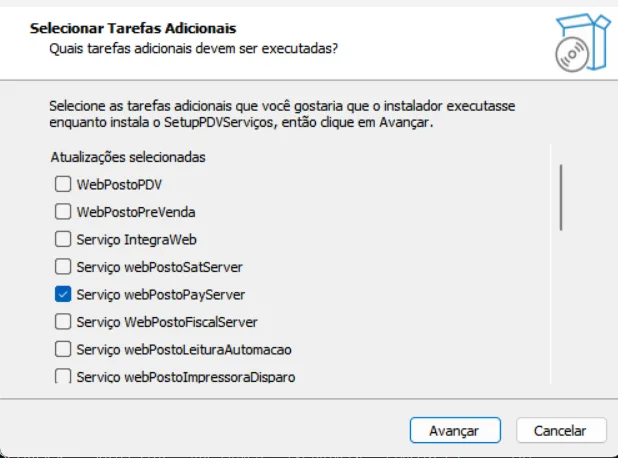 Selecionar Tarefas Adicionais
Quais tarefas adicionais devem ser executadas?
Selecione as tarefas adicionais que você gostaria que o instalador executasse
enquanto instala o SetupPDVServiços, então clique em Avançar.
Atualizações selecionadas
WebPostoPDV
WebPostoPreVenda
Serviço IntegraWeb
Serviço webPostoSatServer
Serviço webPostoPayServer
Serviço WebPostoFiscalServer
Serviço webPostoLeituraAutomacao
Serviço webPostoImpressoraDisparo
Avançar
Cancelar